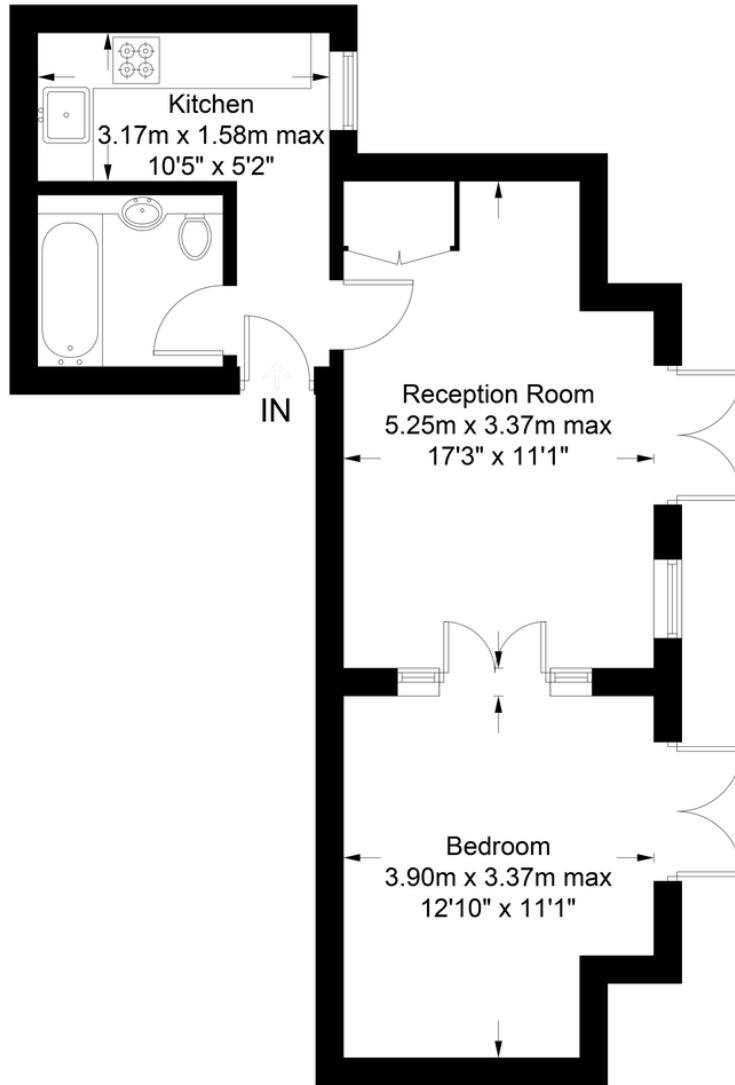 Kitchen
3.17m x 1.58m max
10'5" x 5'2"
IN
Reception Room
5.25m x 3.37m max
17'3" x 11'1"
Bedroom
3.90m x 3.37m max
12'10" x 11'1"